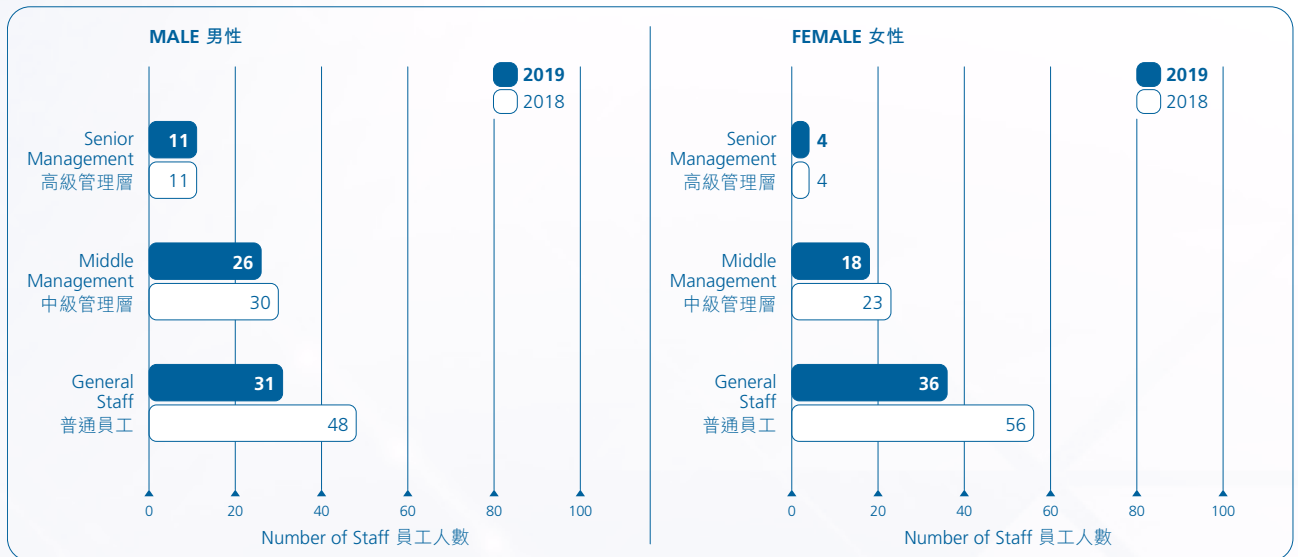 MALE 男性
2019
2018
Senior
Management
高級管理層
11
11
Middle
Management
中級管理層
26
30
General
Staff
普通員工
31
48
0 20 40 60 80 100
Number of Staff 員工人數
FEMALE 女性
2019
2018
Senior
Management
高級管理層
4
4
Middle
Management
中級管理層
18
23
General
Staff
普通員工
36
56
0 20 40 60 80 100
Number of Staff 員工人數